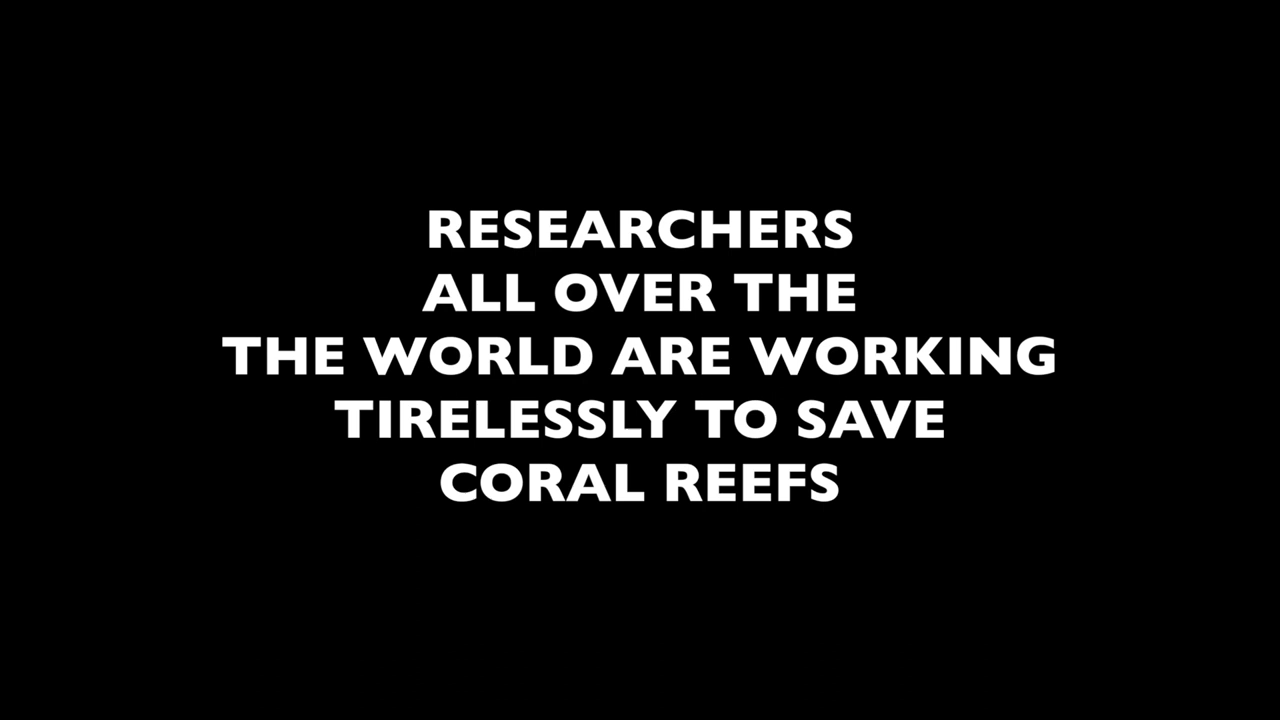 RESEARCHERS
ALL OVER THE
THE WORLD ARE WORKING
TIRELESSLY TO SAVE
CORAL REEFS